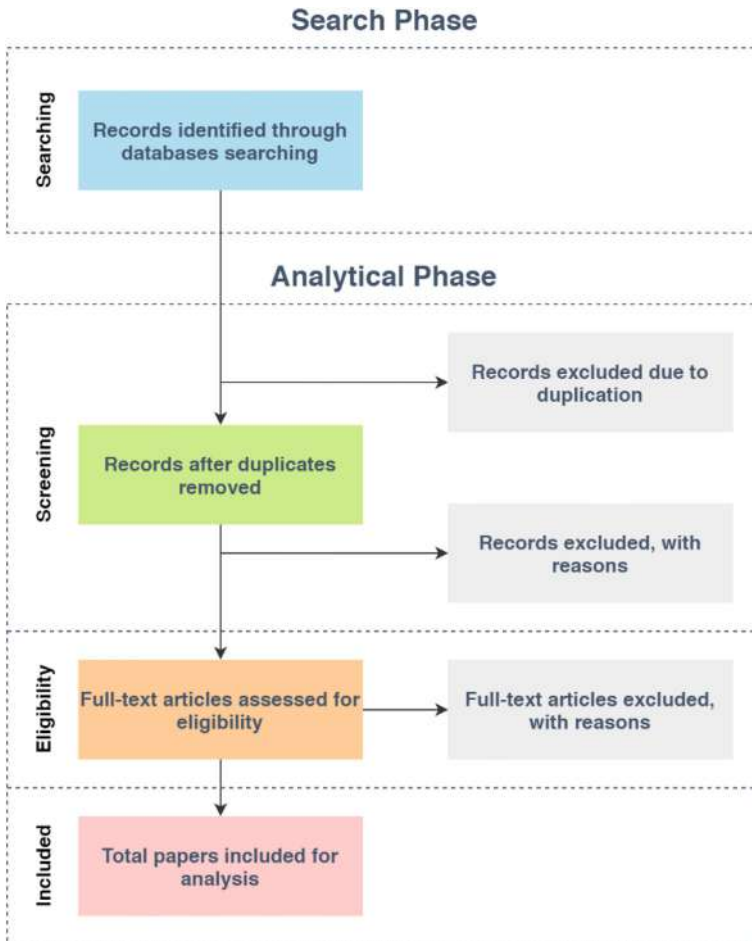 Search Phase
Searching
Records identified through
databases searching
Analytical Phase
Screening
Records excluded due to
duplication
Records after duplicates
removed
Records excluded, with
reasons
Eligibility
Full-text articles assessed for
eligibility
Full-text articles excluded,
with reasons
Included
Total papers included for
analysis